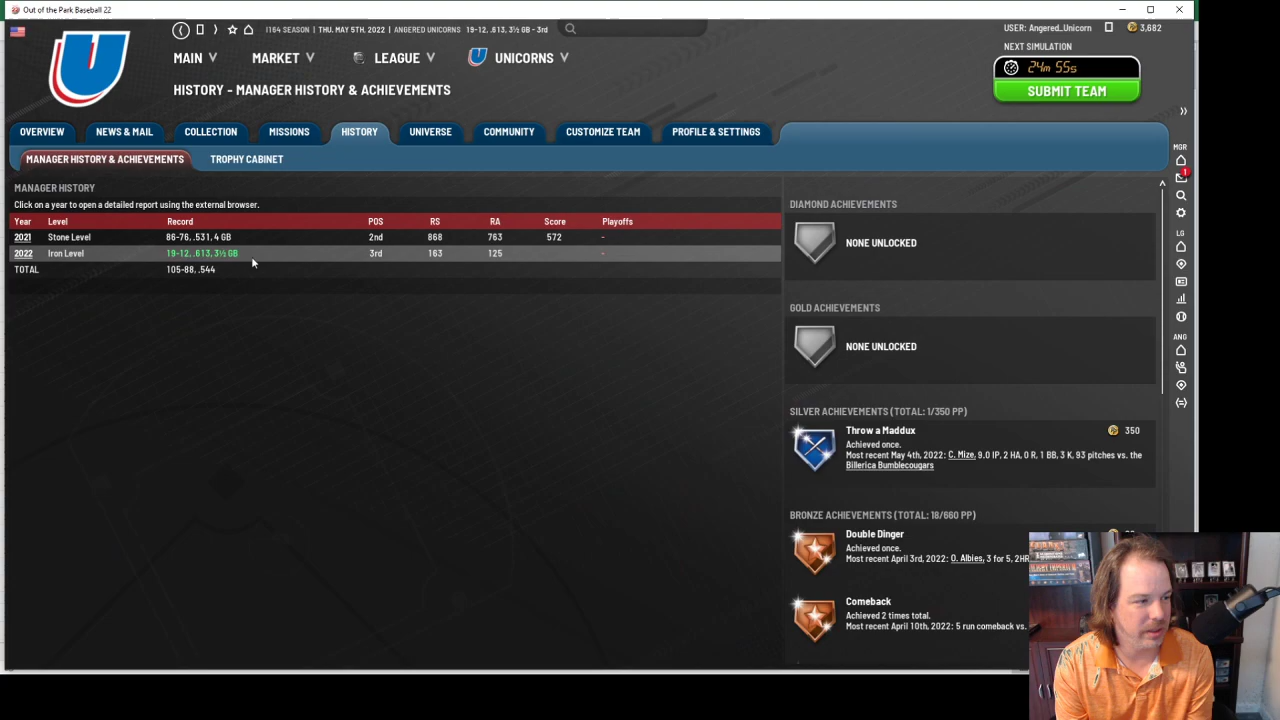 Out of the Park Baseball 22
I164 SEASON | THU. MAY 5TH, 2022 | ANGERED UNICORNS 19-12, .613, 3½ GB - 3rd
USER: Angered_Unicorn 3,682
MAIN MARKET LEAGUE UNICORNS
NEXT SIMULATION
24m 55s
SUBMIT TEAM
HISTORY - MANAGER HISTORY & ACHIEVEMENTS
OVERVIEW NEWS & MAIL COLLECTION MISSIONS HISTORY UNIVERSE COMMUNITY CUSTOMIZE TEAM PROFILE & SETTINGS
MANAGER HISTORY & ACHIEVEMENTS TROPHY CABINET
MANAGER HISTORY
Click on a year to open a detailed report using the external browser.
Year Level Record POS RS RA Score Playoffs
2021 Stone Level 86-76, .531, 4 GB 2nd 868 763 572 -
2022 Iron Level 19-12, .613, 3½ GB 3rd 163 125 -
TOTAL 105-88, .544
DIAMOND ACHIEVEMENTS
NONE UNLOCKED
GOLD ACHIEVEMENTS
NONE UNLOCKED
SILVER ACHIEVEMENTS (TOTAL: 1/350 PP)
Throw a Maddux 350
Achieved once.
Most recent May 4th, 2022: C. Mize, 9.0 IP, 2 HA, 0 R, 1 BB, 3 K, 93 pitches vs. the
Billerica Bumblecougars
BRONZE ACHIEVEMENTS (TOTAL: 18/660 PP)
Double Dinger
Achieved once.
Most recent April 3rd, 2022: O. Albies, 3 for 5, 2HR
Comeback
Achieved 2 times total.
Most recent April 10th, 2022: 5 run comeback vs.
MGR
1
LG
ANG